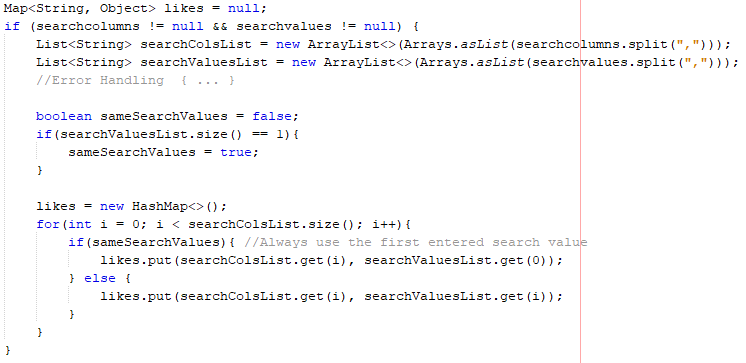 Map<String, Object> likes = null;
if (searchcolumns != null && searchvalues != null) {
    List<String> searchColsList = new ArrayList<>(Arrays.asList(searchcolumns.split(",")));
    List<String> searchValuesList = new ArrayList<>(Arrays.asList(searchvalues.split(",")));
    //Error Handling  { ... }

    boolean sameSearchValues = false;
    if(searchValuesList.size() == 1){
        sameSearchValues = true;
    }

    likes = new HashMap<>();
    for(int i = 0; i < searchColsList.size(); i++){
        if(sameSearchValues){ //Always use the first entered search value
            likes.put(searchColsList.get(i), searchValuesList.get(0));
        } else {
            likes.put(searchColsList.get(i), searchValuesList.get(i));
        }
    }
}